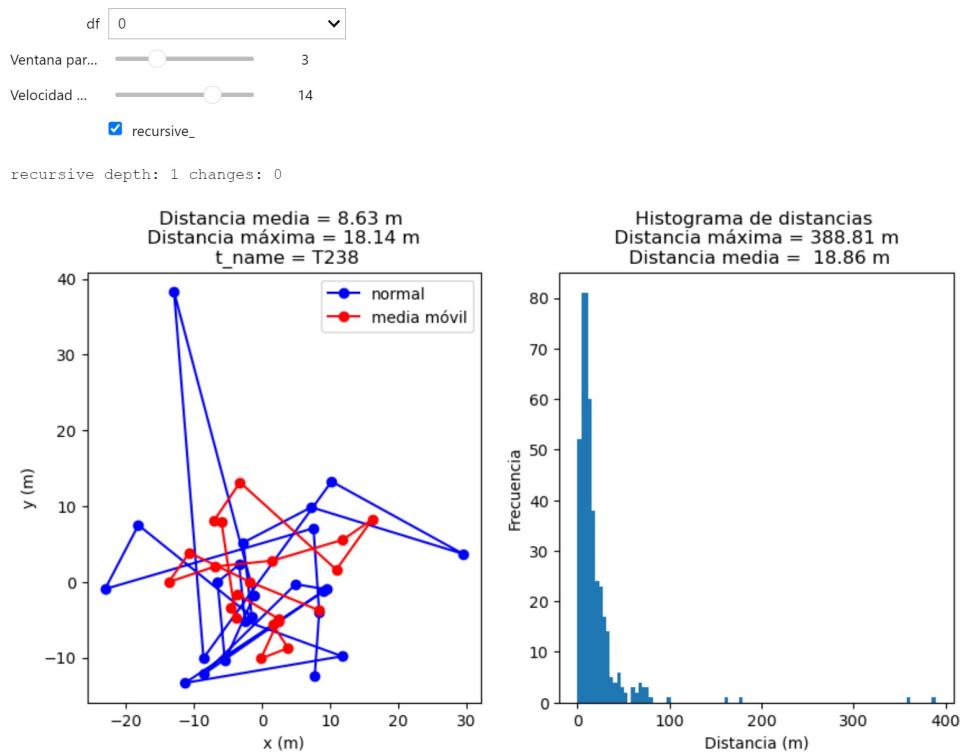 df 0
Ventana par... 3
Velocidad ... 14
recursive_
recursive depth: 1 changes: 0
Distancia media = 8.63 m
Distancia máxima = 18.14 m
t_name = T238
normal
media móvil
40
30
20
10
0
−10
y (m)
−20 −10 0 10 20 30
x (m)
Histograma de distancias
Distancia máxima = 388.81 m
Distancia media =  18.86 m
80
70
60
50
40
30
20
10
0
Frecuencia
0 100 200 300 400
Distancia (m)